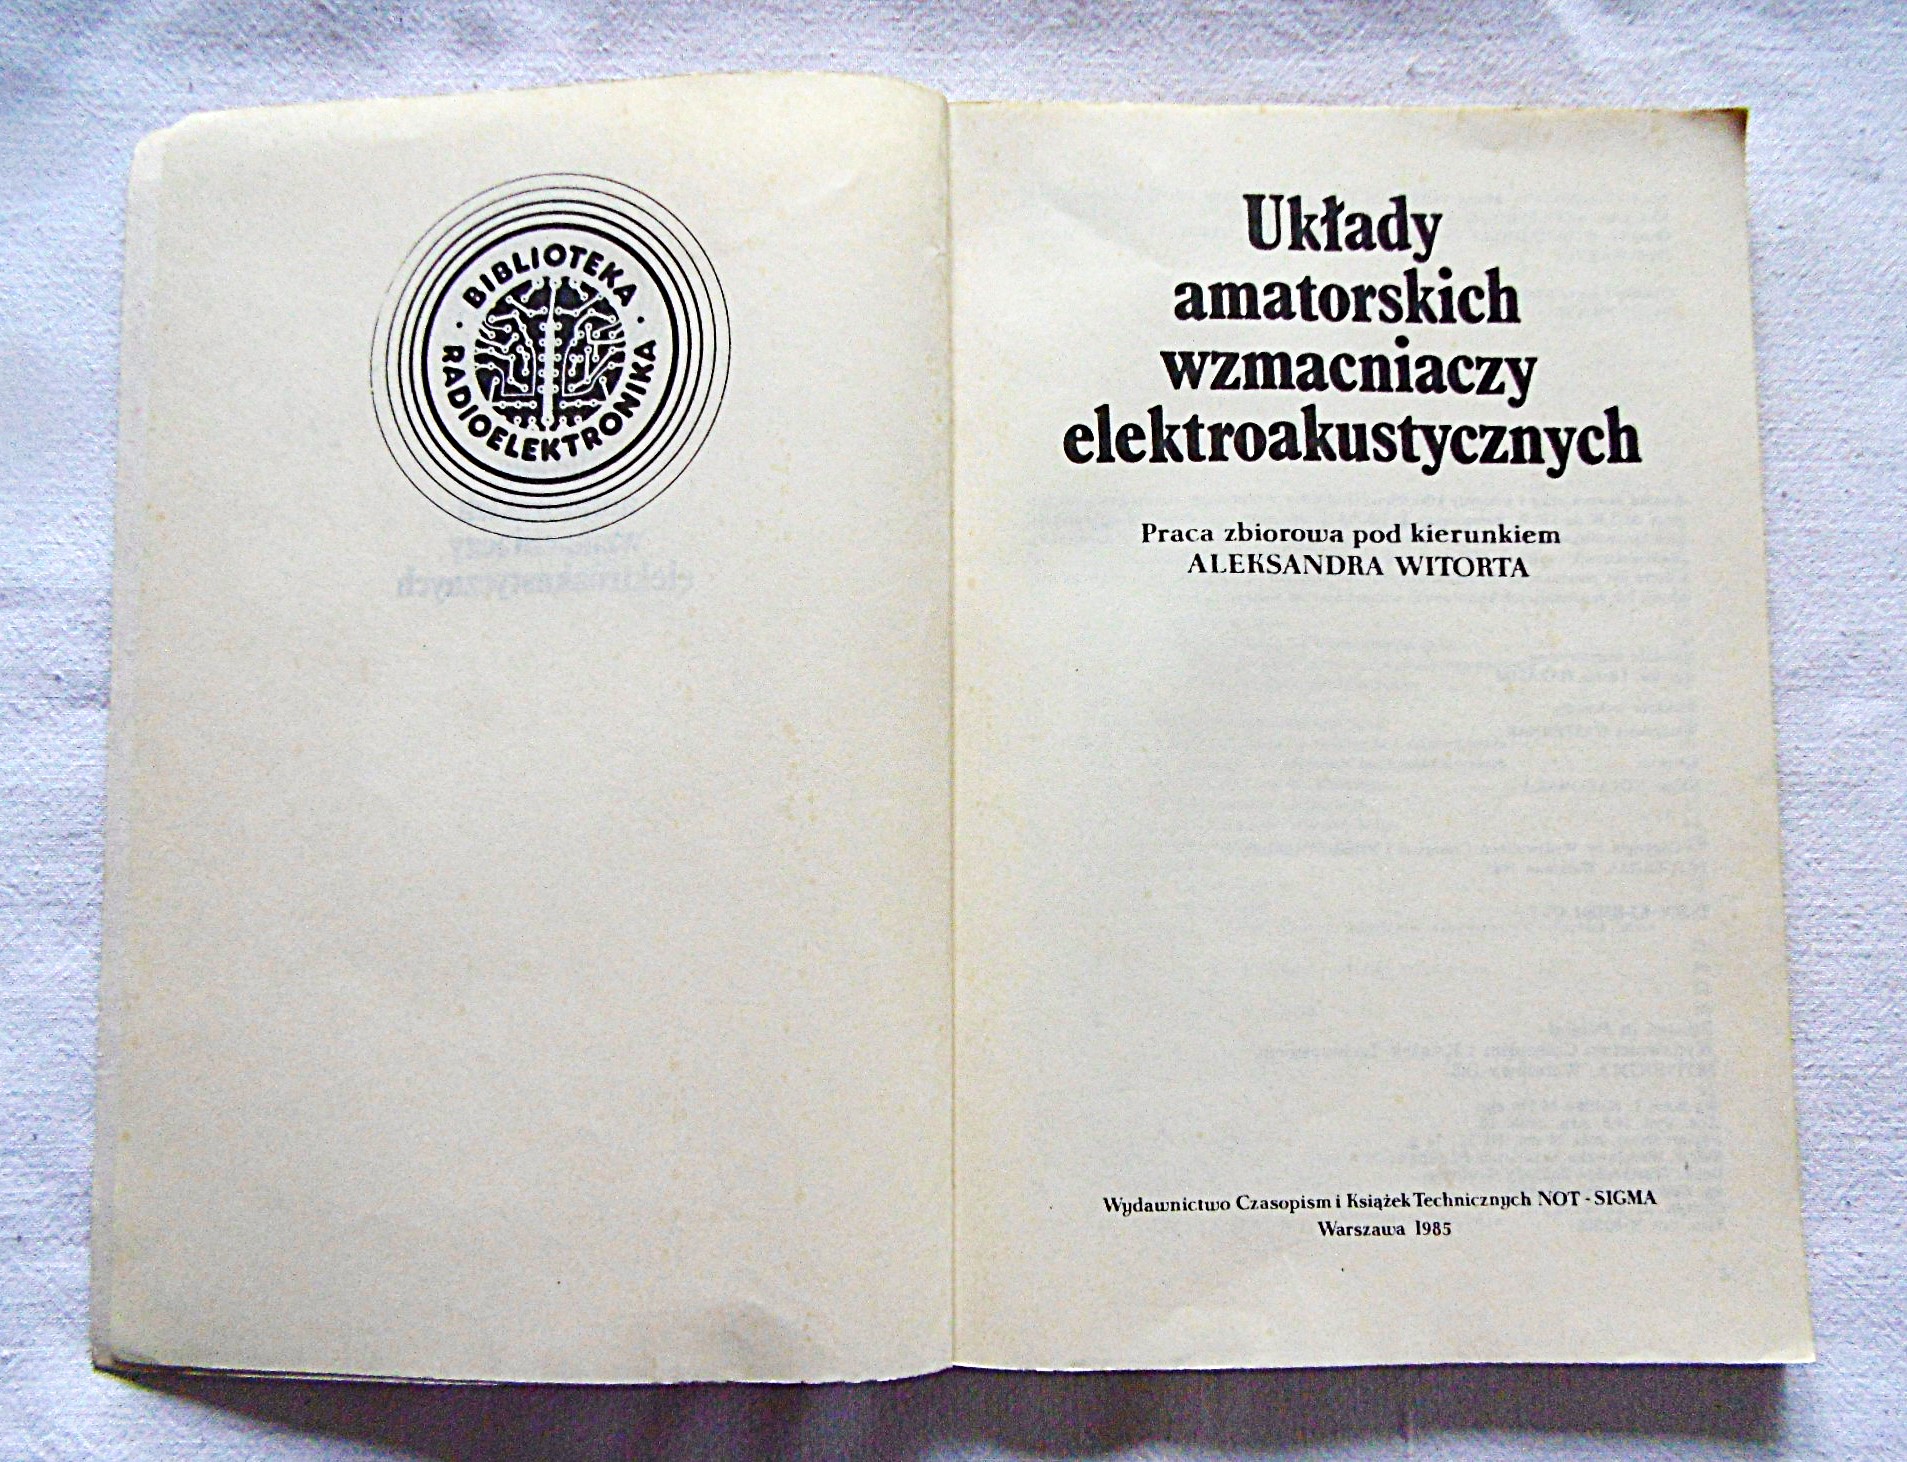 BIBLIOTEKA
RADIOELEKTRONIKA
Układy
amatorskich
wzmacniaczy
elektroakustycznych
Praca zbiorowa pod kierunkiem
ALEKSANDRA WITORTA
Wydawnictwo Czasopism i Książek Technicznych NOT - SIGMA
Warszawa 1985